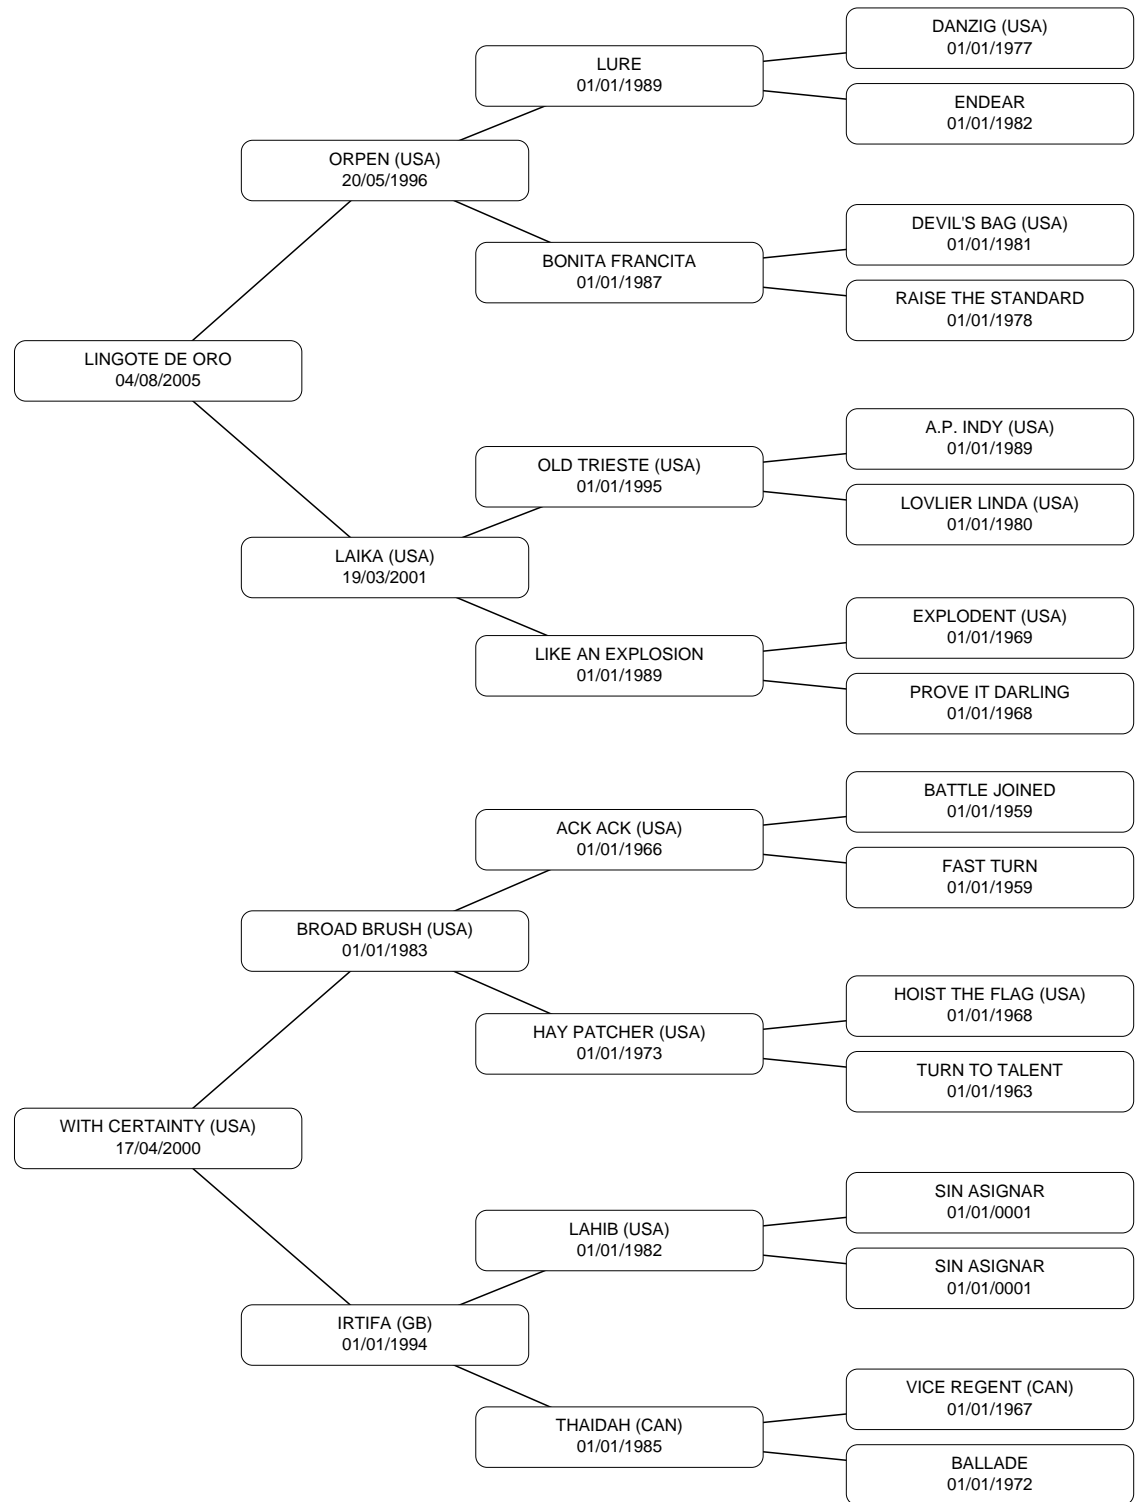 DANZIG (USA)
01/01/1977
LURE
01/01/1989
ENDEAR
01/01/1982
ORPEN (USA)
20/05/1996
DEVIL'S BAG (USA)
01/01/1981
BONITA FRANCITA
01/01/1987
RAISE THE STANDARD
01/01/1978
LINGOTE DE ORO
04/08/2005
A.P. INDY (USA)
01/01/1989
OLD TRIESTE (USA)
01/01/1995
LOVLIER LINDA (USA)
01/01/1980
LAIKA (USA)
19/03/2001
EXPLODENT (USA)
01/01/1969
LIKE AN EXPLOSION
01/01/1989
PROVE IT DARLING
01/01/1968
BATTLE JOINED
01/01/1959
ACK ACK (USA)
01/01/1966
FAST TURN
01/01/1959
BROAD BRUSH (USA)
01/01/1983
HOIST THE FLAG (USA)
01/01/1968
HAY PATCHER (USA)
01/01/1973
TURN TO TALENT
01/01/1963
WITH CERTAINTY (USA)
17/04/2000
SIN ASIGNAR
01/01/0001
LAHIB (USA)
01/01/1982
SIN ASIGNAR
01/01/0001
IRTIFA (GB)
01/01/1994
VICE REGENT (CAN)
01/01/1967
THAIDAH (CAN)
01/01/1985
BALLADE
01/01/1972